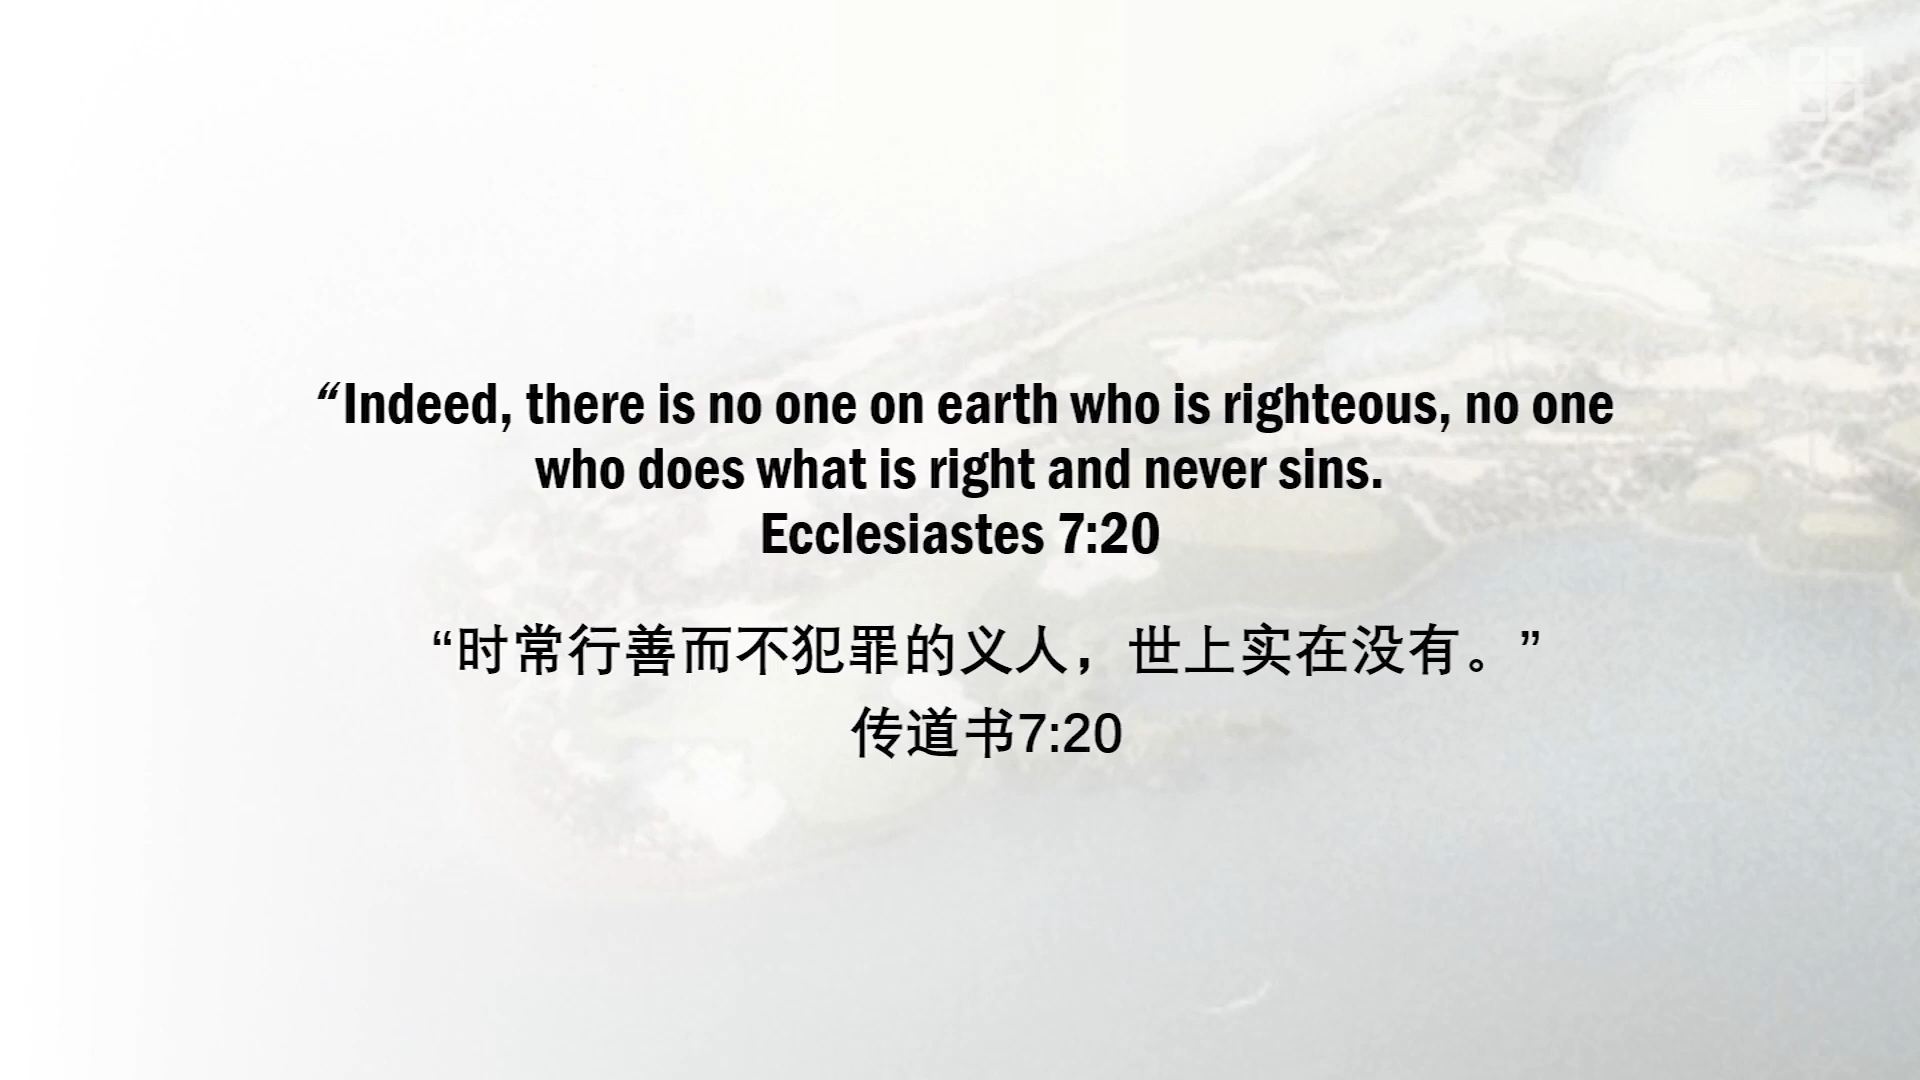 “Indeed, there is no one on earth who is righteous, no one
who does what is right and never sins.
Ecclesiastes 7:20
“时常行善而不犯罪的义人，世上实在没有。”
传道书7:20